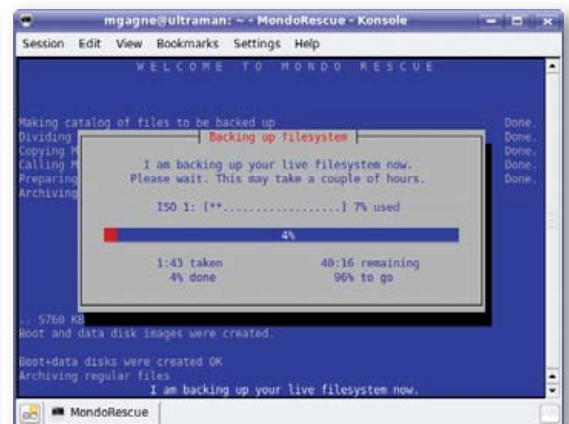 mgagne@ultraman: ~ - MondoRescue - Konsole
Session Edit View Bookmarks Settings Help
WELCOME TO MONDO RESCUE
Making catalog of files to be backed up Done.
Dividing Done.
Copying M Done.
Calling M Done.
Preparing Done.
Archiving
Backing up filesystem
I am backing up your live filesystem now.
Please wait. This may take a couple of hours.
ISO 1: [**..................] 7% used
4%
1:43 taken 40:16 remaining
4% done 96% to go
.. 5760 KB
Boot and data disk images were created.
Boot+data disks were created OK
Archiving regular files
I am backing up your live filesystem now.
MondoRescue